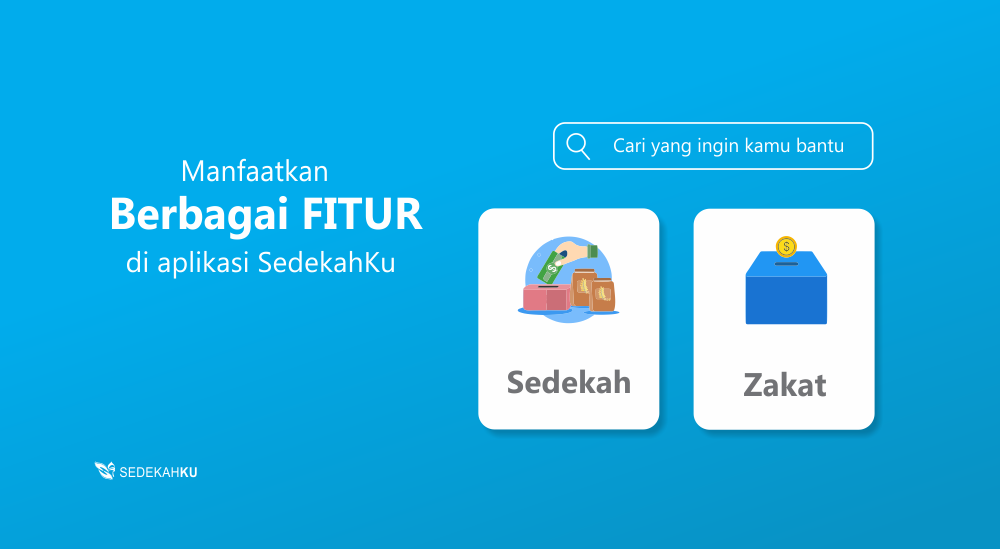 Manfaatkan
Berbagai FITUR
di aplikasi SedekahKu
Cari yang ingin kamu bantu
Sedekah
Zakat
SEDEKAHKU